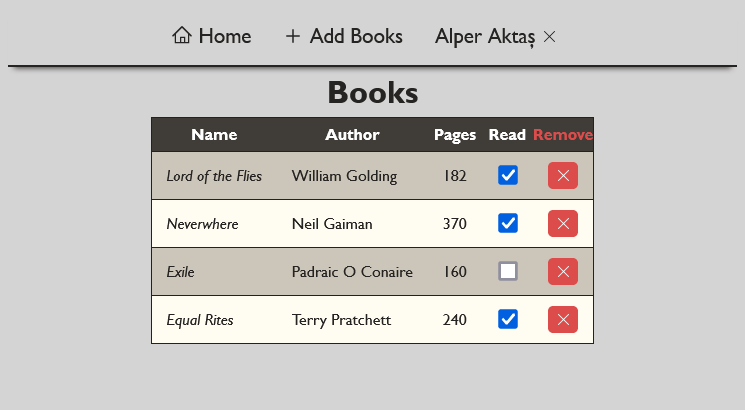 Home + Add Books Alper Aktaş ×
Books
Name Author Pages Read Remove
Lord of the Flies William Golding 182
Neverwhere Neil Gaiman 370
Exile Padraic O Conaire 160
Equal Rites Terry Pratchett 240